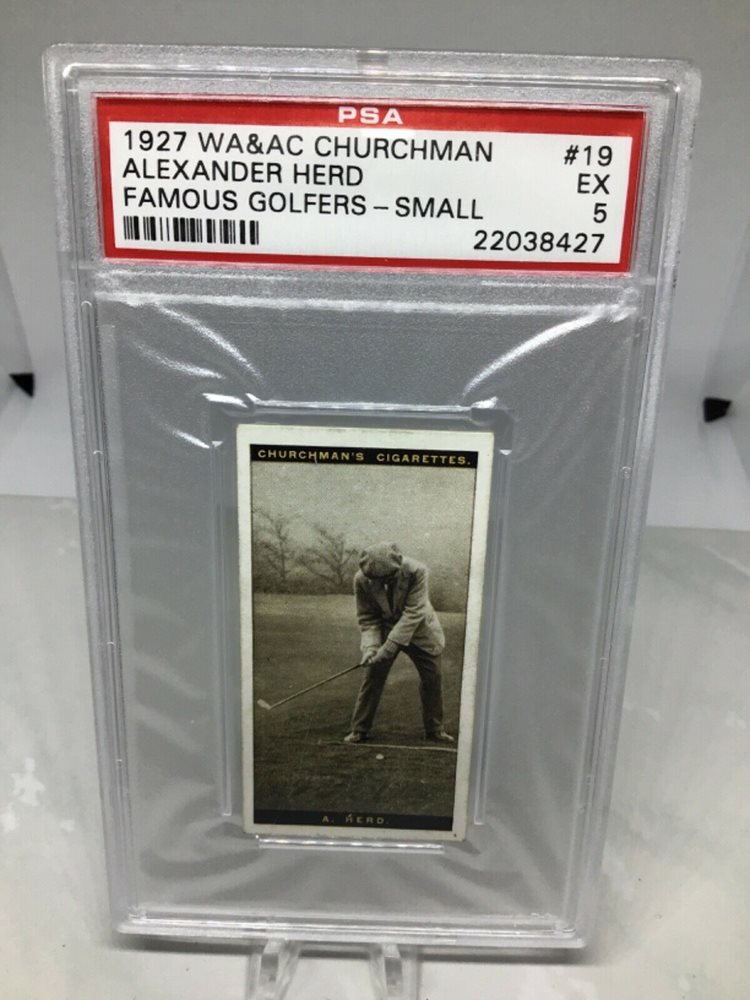 PSA
1927 WA&AC CHURCHMAN #19
ALEXANDER HERD EX
FAMOUS GOLFERS – SMALL 5
22038427
CHURCHMAN'S CIGARETTES.
A. HERD.